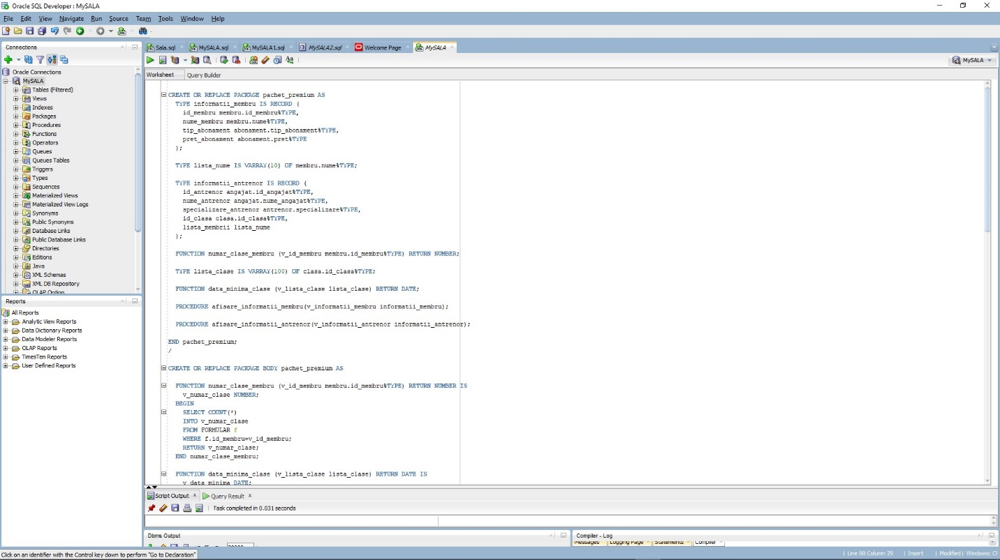 Oracle SQL Developer : MySALA
File Edit View Navigate Run Source Team Tools Window Help
Connections
Oracle Connections
MySALA
Tables (Filtered)
Views
Indexes
Packages
Procedures
Functions
Operators
Queues
Queues Tables
Triggers
Types
Sequences
Materialized Views
Materialized View Logs
Synonyms
Public Synonyms
Database Links
Public Database Links
Directories
Editions
Java
XML Schemas
XML DB Repository
OLAP Option
Reports
All Reports
Analytic View Reports
Data Dictionary Reports
Data Modeler Reports
OLAP Reports
TimesTen Reports
User Defined Reports
Sala.sql MySALA.sql MySALA1.sql MySALA2.sql Welcome Page MySALA
MySALA
Worksheet Query Builder
CREATE OR REPLACE PACKAGE pachet_premium AS
TYPE informatii_membru IS RECORD (
id_membru membru.id_membru%TYPE,
nume_membru membru.nume%TYPE,
tip_abonament abonament.tip_abonament%TYPE,
pret_abonament abonament.pret%TYPE
);
TYPE lista_nume IS VARRAY(10) OF membru.nume%TYPE;
TYPE informatii_antrenor IS RECORD (
id_antrenor angajat.id_angajat%TYPE,
nume_antrenor angajat.nume_angajat%TYPE,
specializare_antrenor antrenor.specializare%TYPE,
id_clasa clasa.id_clasa%TYPE,
lista_membrii lista_nume
);
FUNCTION numar_clase_membru (v_id_membru membru.id_membru%TYPE) RETURN NUMBER;
TYPE lista_clase IS VARRAY(100) OF clasa.id_clasa%TYPE;
FUNCTION data_minima_clase (v_lista_clase lista_clase) RETURN DATE;
PROCEDURE afisare_informatii_membru(v_informatii_membru informatii_membru);
PROCEDURE afisare_informatii_antrenor(v_informatii_antrenor informatii_antrenor);
END pachet_premium;
/
CREATE OR REPLACE PACKAGE BODY pachet_premium AS
FUNCTION numar_clase_membru (v_id_membru membru.id_membru%TYPE) RETURN NUMBER IS
v_numar_clase NUMBER;
BEGIN
SELECT COUNT(*)
INTO v_numar_clase
FROM FORMULAR f
WHERE f.id_membru=v_id_membru;
RETURN v_numar_clase;
END numar_clase_membru;
FUNCTION data_minima_clase (v_lista_clase lista_clase) RETURN DATE IS
v_data_minima DATE;
Script Output Query Result
Task completed in 0.031 seconds
Dbms Output
Compiler - Log
Messages Logging Page Statements Compiler
Click on an identifier with the Control key down to perform "Go to Declaration"
Line 80 Column 29 Insert Modified Windows: C